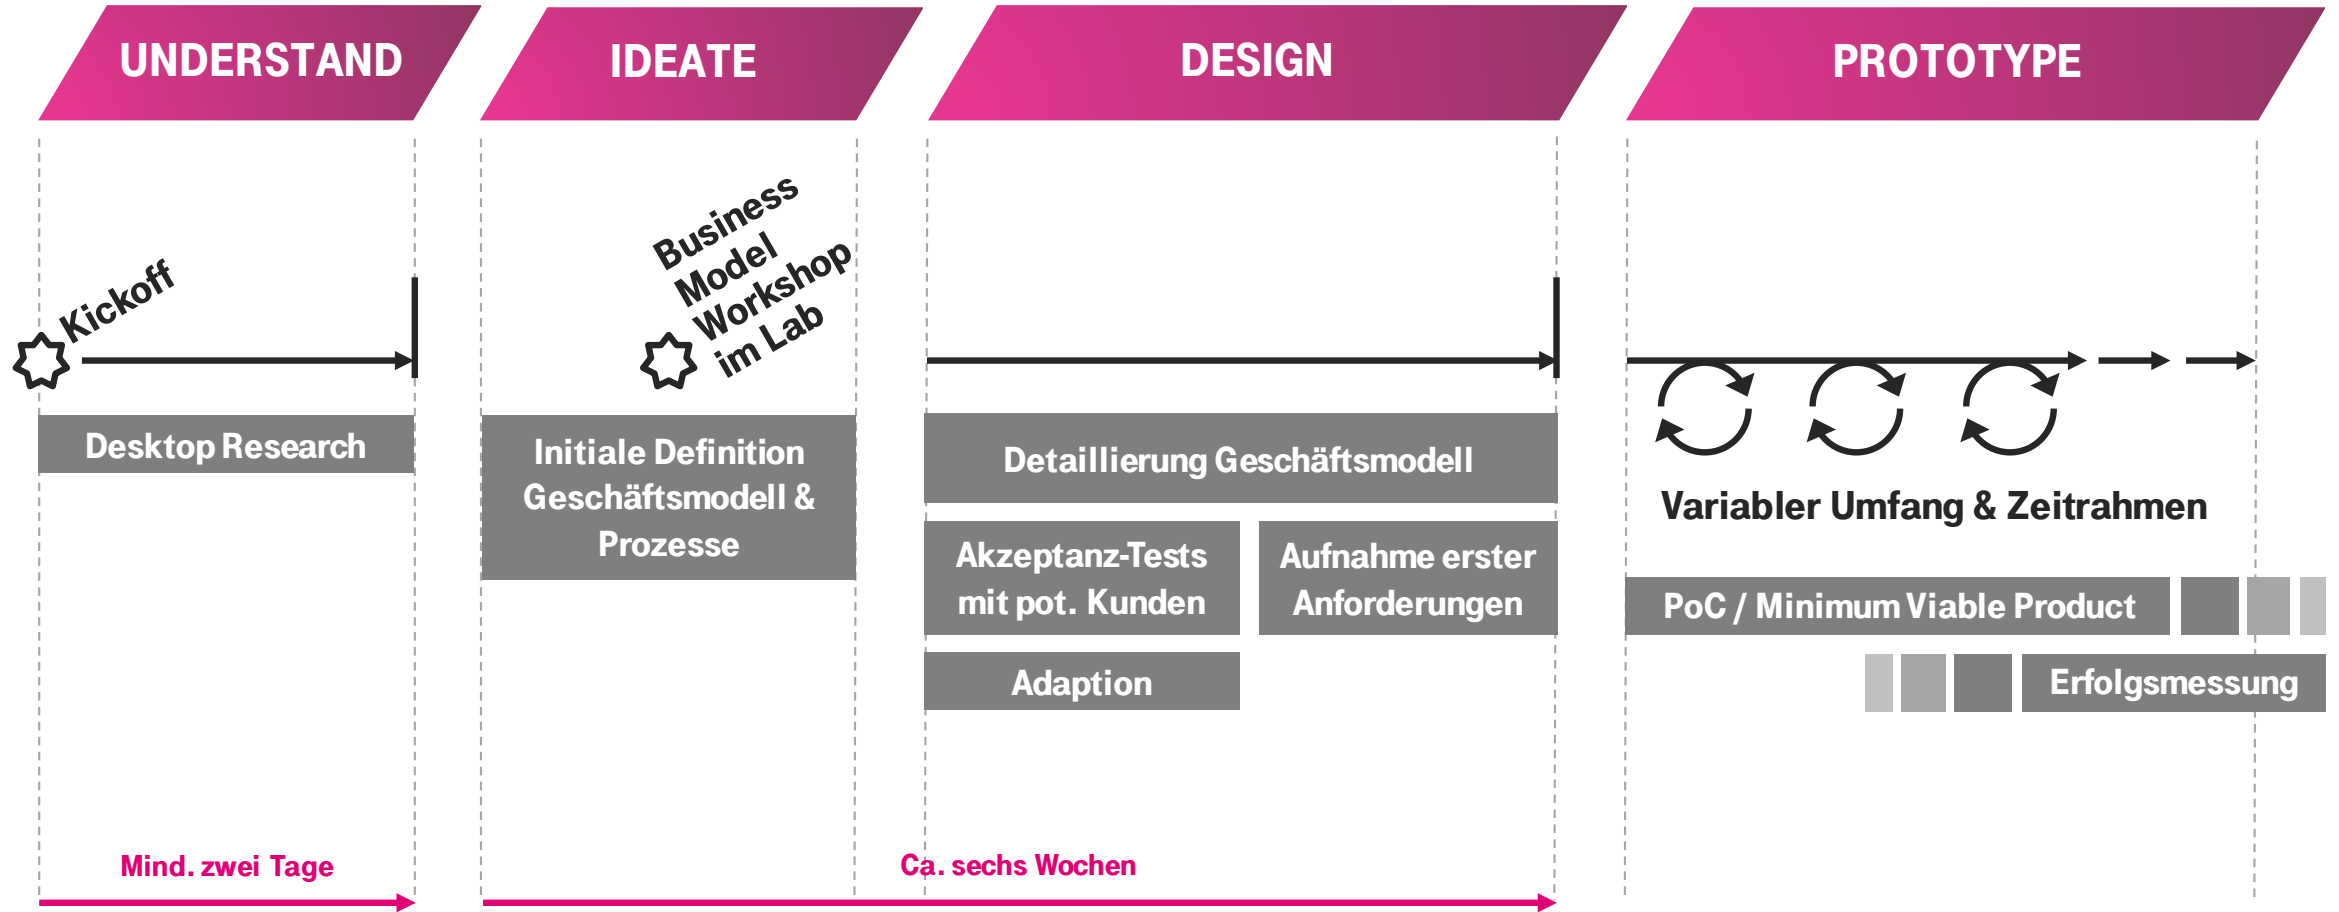 UNDERSTAND
IDEATE
DESIGN
PROTOTYPE
Kickoff
Business
Model
Workshop
im Lab
Desktop Research
Initiale Definition
Geschäftsmodell &
Prozesse
Detaillierung Geschäftsmodell
Akzeptanz-Tests
mit pot. Kunden
Aufnahme erster
Anforderungen
Adaption
Variabler Umfang & Zeitrahmen
PoC / Minimum Viable Product
Erfolgsmessung
Mind. zwei Tage
Ca. sechs Wochen